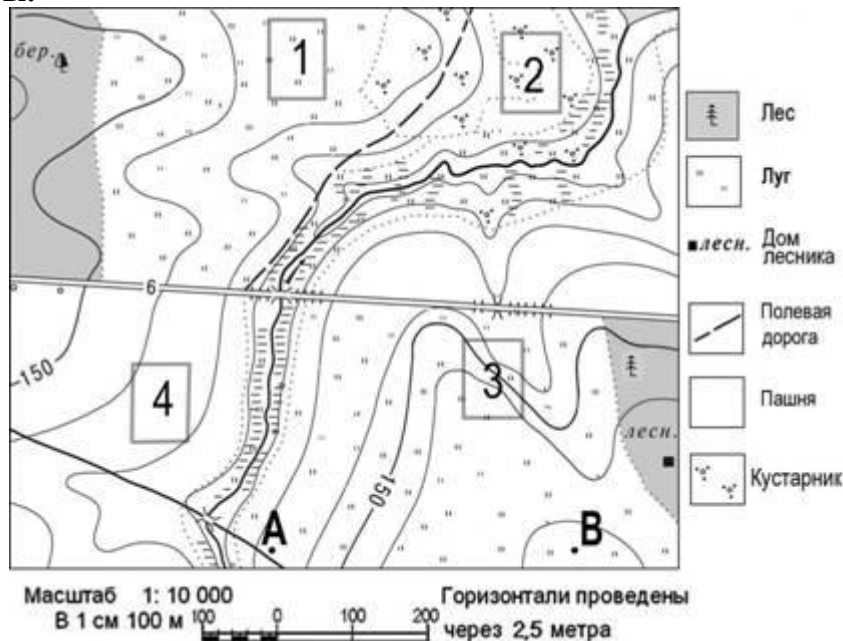 бер.
1
2
Лес
Луг
лесн. Дом
лесника
6
Полевая
дорога
150
4
3
Пашня
лесн.
150
Кустарник
А
В
Масштаб 1: 10 000
В 1 см 100 м
100 0 100 200
Горизонтали проведены
через 2,5 метра